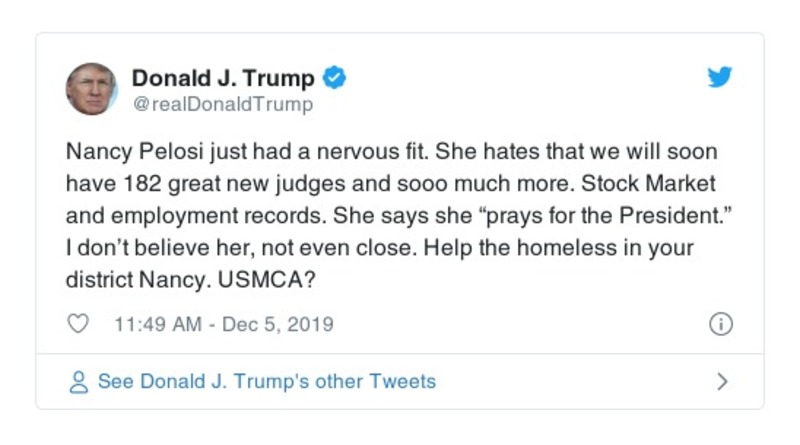 Donald J. Trump
@realDonaldTrump
Nancy Pelosi just had a nervous fit. She hates that we will soon
have 182 great new judges and sooo much more. Stock Market
and employment records. She says she “prays for the President.”
I don’t believe her, not even close. Help the homeless in your
district Nancy. USMCA?
11:49 AM - Dec 5, 2019
See Donald J. Trump's other Tweets